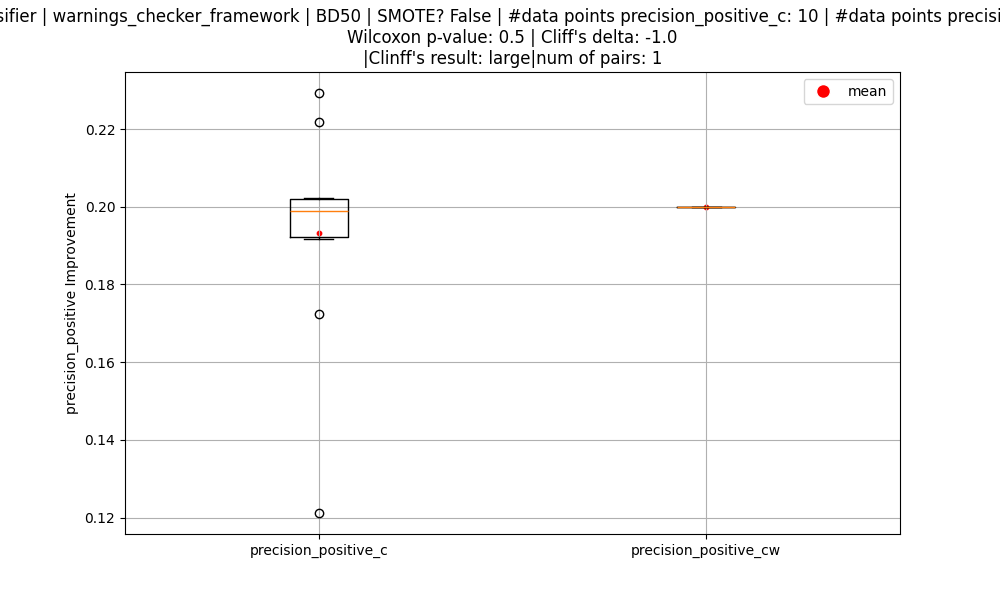 | warnings_checker_framework | BD50 | SMOTE? False | #data points precision_positive_c: 10 | #data points
Wilcoxon p-value: 0.5 | Cliff's delta: -1.0
|Clinff's result: large|num of pairs: 1
mean
0.22
0.20
0.18
0.16
0.14
0.12
precision_positive Improvement
precision_positive_c
precision_positive_cw